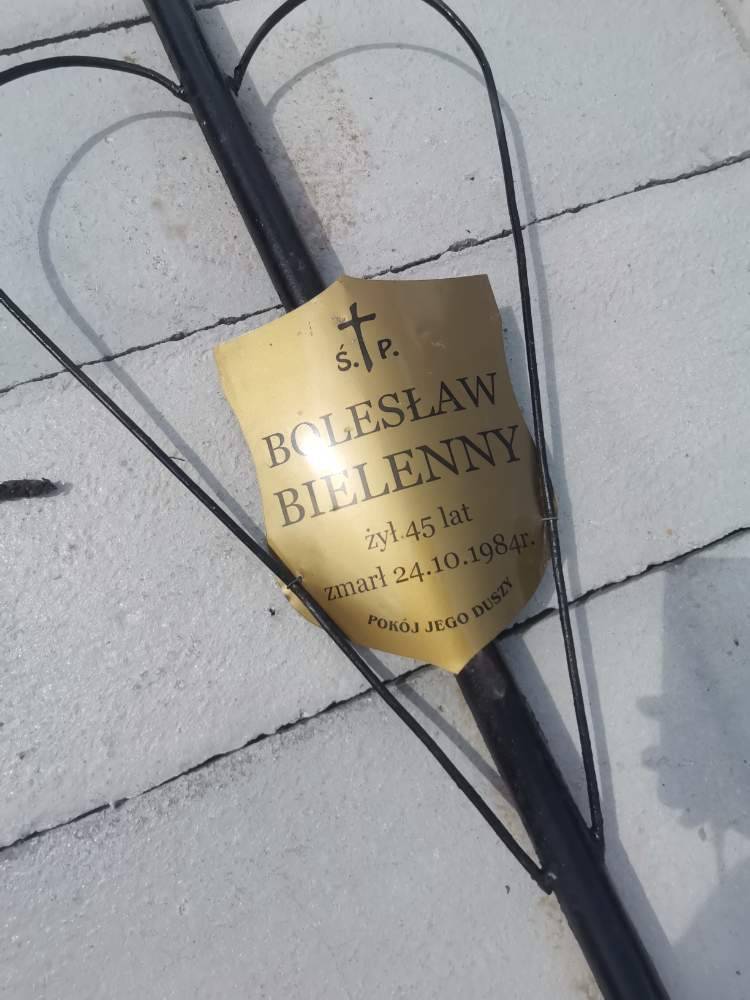 Ś. P.
BOLESŁAW
BIELENNY
żył 45 lat
zmarł 24.10.1984r.
POKÓJ JEGO DUSZY